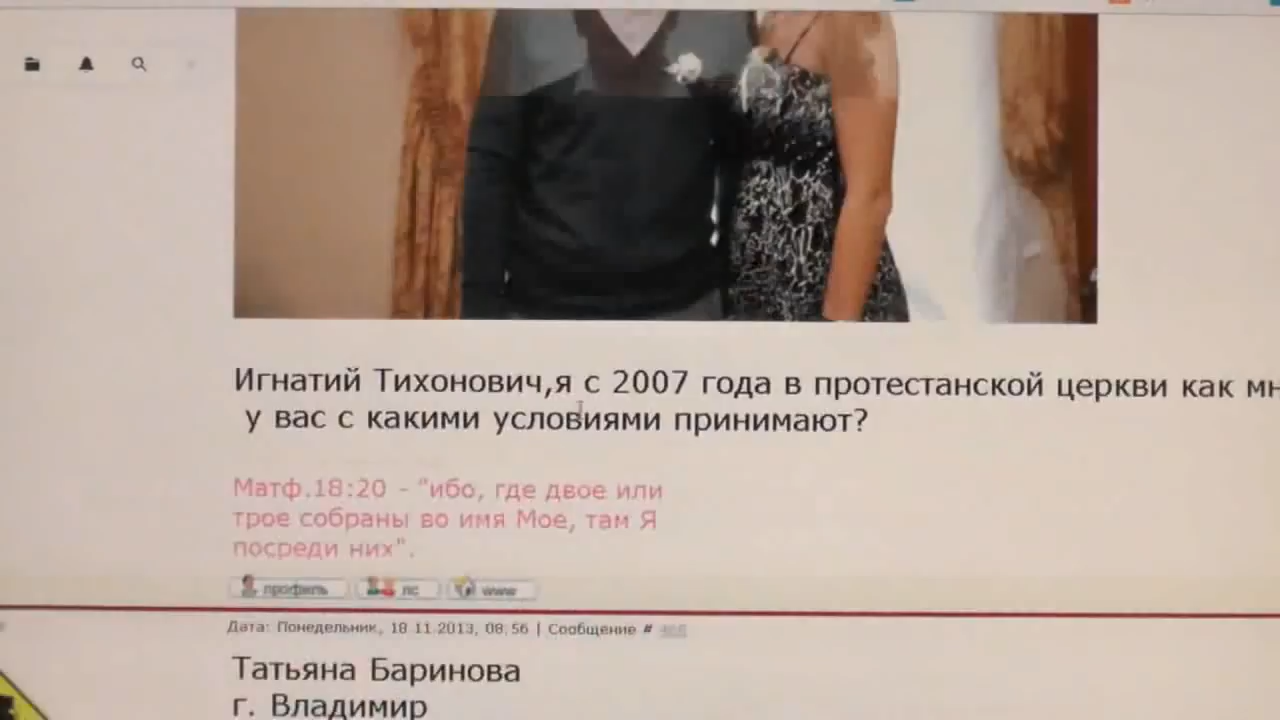 Игнатий Тихонович,я с 2007 года в протестанской церкви как
у вас с какими условиями принимают?
Матф.18:20 - "ибо, где двое или
трое собраны во имя Мое, там Я
посреди них".
профиль лс www
Дата: Понедельник, 18.11.2013, 08:56 | Сообщение #
Татьяна Баринова
г. Владимир